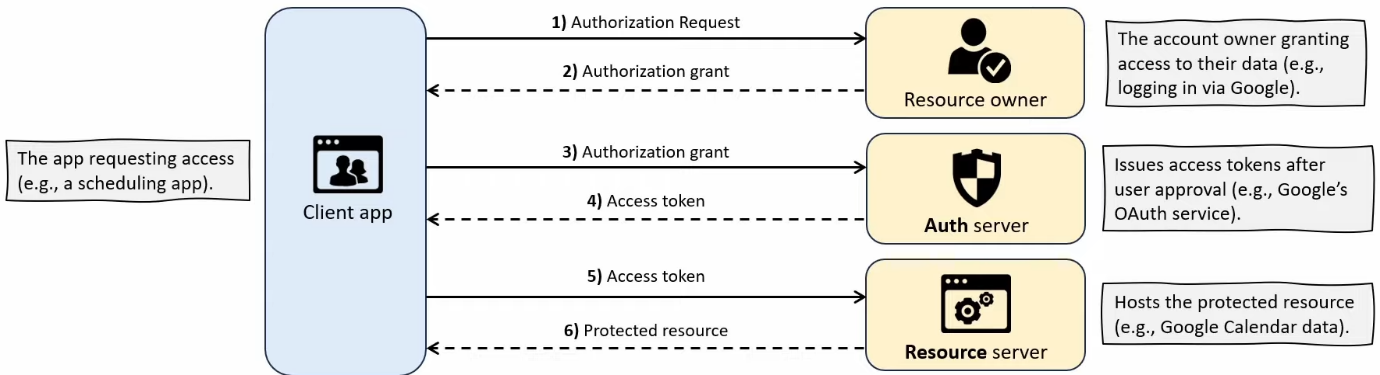 1) Authorization Request
2) Authorization grant
Resource owner
The account owner granting
access to their data (e.g.,
logging in via Google).
The app requesting access
(e.g., a scheduling app).
Client app
3) Authorization grant
4) Access token
Auth server
Issues access tokens after
user approval (e.g., Google’s
OAuth service).
5) Access token
6) Protected resource
Resource server
Hosts the protected resource
(e.g., Google Calendar data).